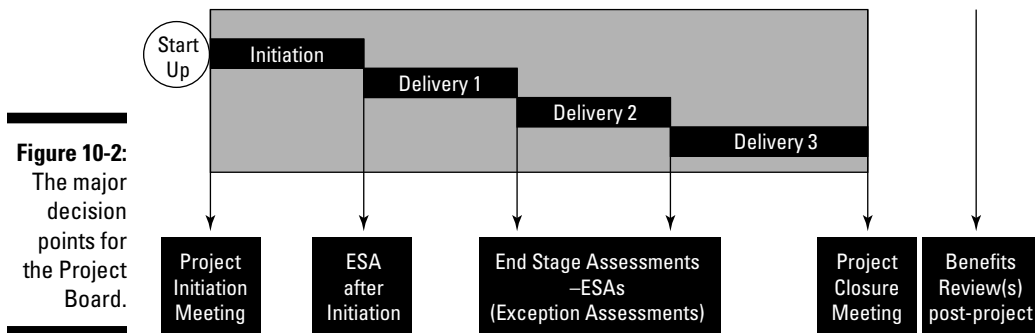 Start
Up
Initiation
Delivery 1
Delivery 2
Delivery 3
Figure 10-2:
The major
decision
points for
the Project
Board.
Project
Initiation
Meeting
ESA
after
Initiation
End Stage Assessments
–ESAs
(Exception Assessments)
Project
Closure
Meeting
Benefits
Review(s)
post-project